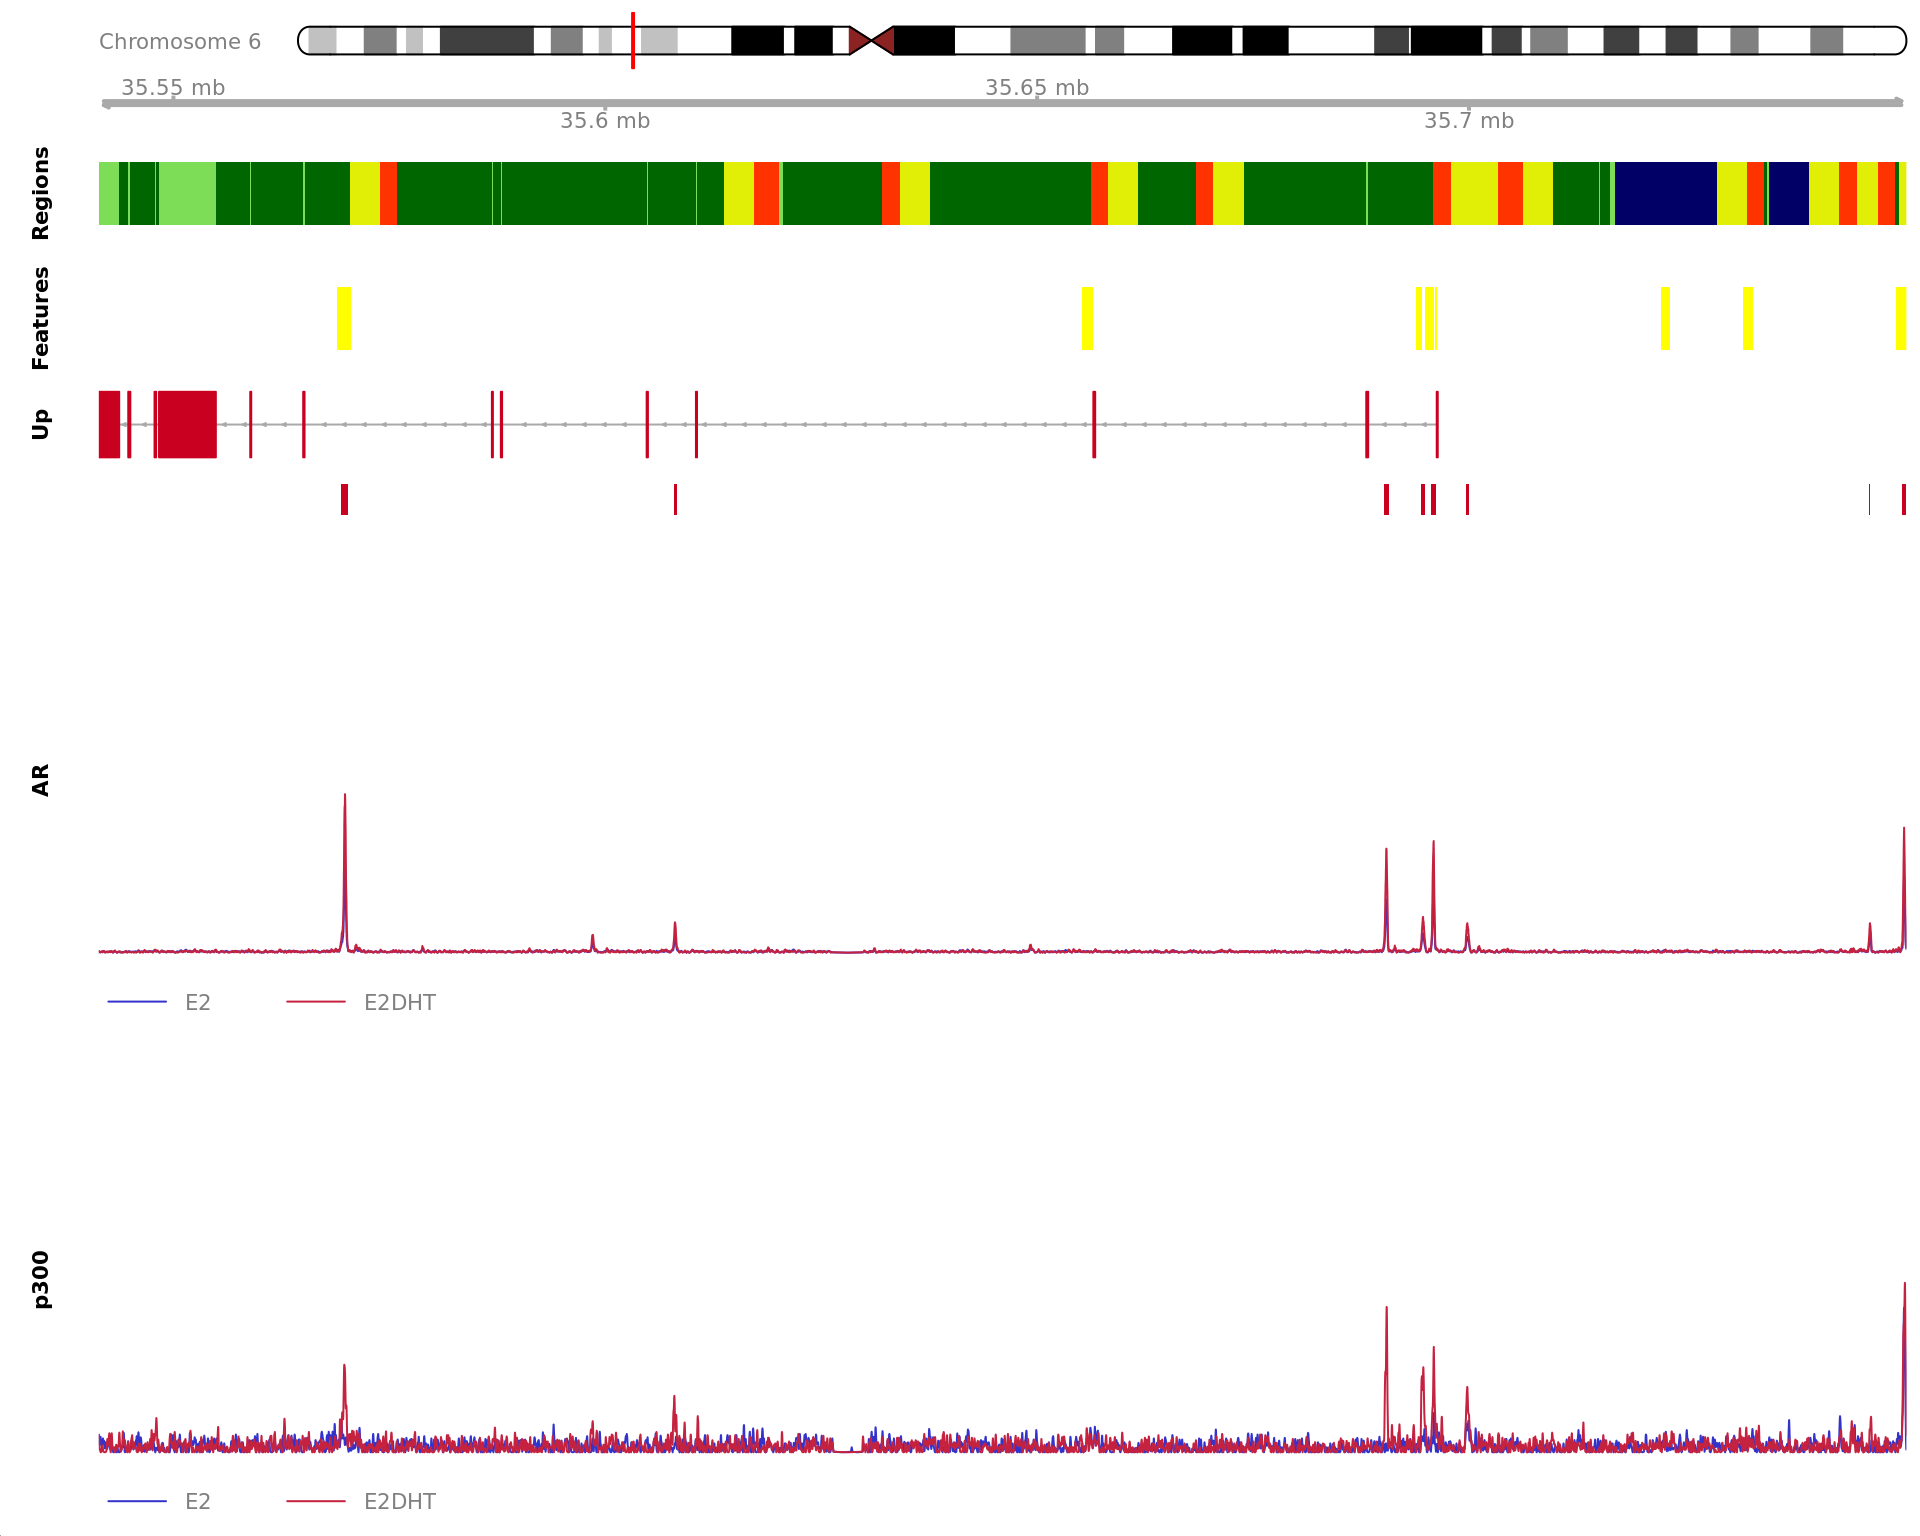 Chromosome 6
35.55 mb
35.65 mb
35.6 mb
35.7 mb
Regions
Features
Up
AR
E2
E2DHT
p300
E2
E2DHT